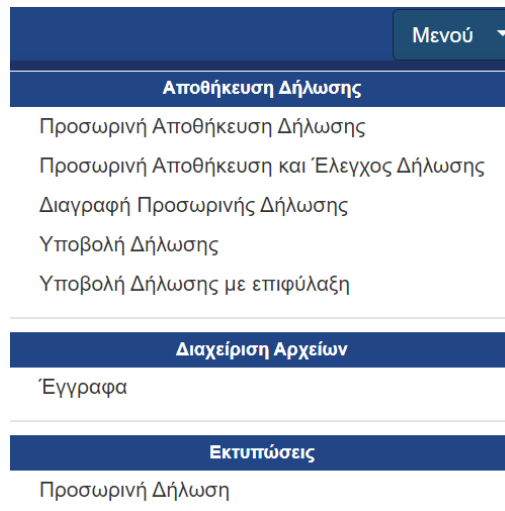 Μενού
Αποθήκευση Δήλωσης
Προσωρινή Αποθήκευση Δήλωσης
Προσωρινή Αποθήκευση και Έλεγχος Δήλωσης
Διαγραφή Προσωρινής Δήλωσης
Υποβολή Δήλωσης
Υποβολή Δήλωσης με επιφύλαξη
Διαχείριση Αρχείων
Έγγραφα
Εκτυπώσεις
Προσωρινή Δήλωση